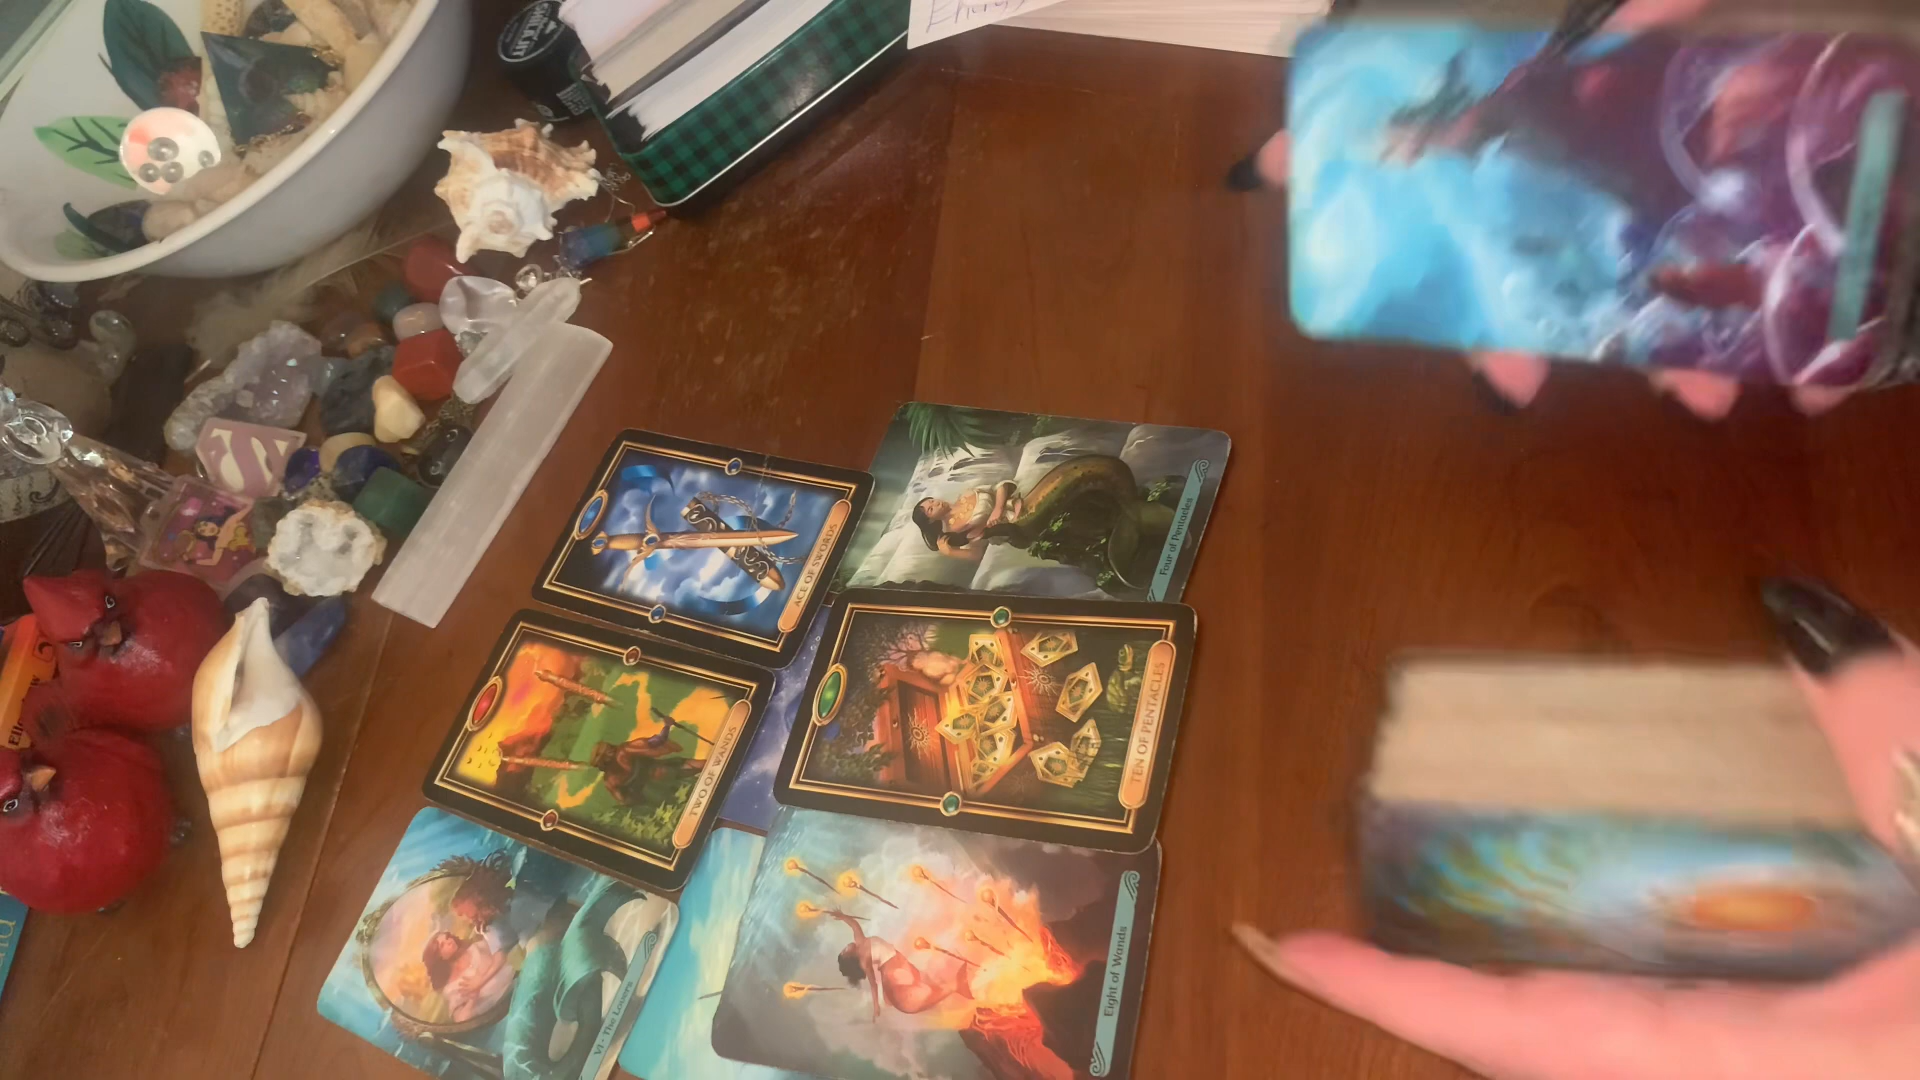 Four of Pentacles
ACE OF SWORDS
TEN OF PENTACLES
TWO OF WANDS
Eight of Wands
VI - The Lovers